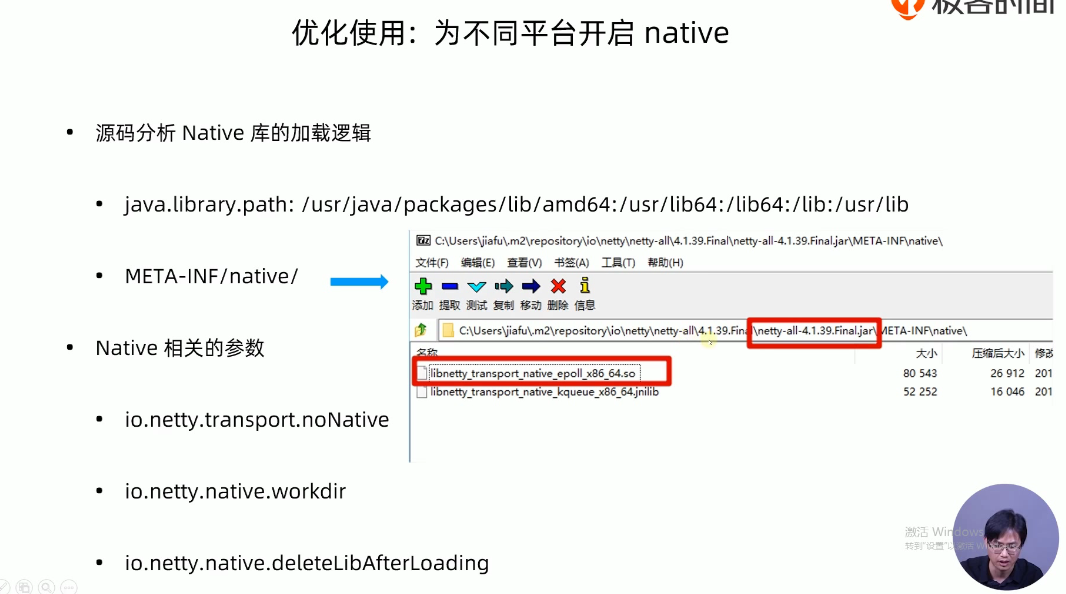 极客时间
优化使用：为不同平台开启 native
• 源码分析 Native 库的加载逻辑
• java.library.path: /usr/java/packages/lib/amd64:/usr/lib64:/lib64:/lib:/usr/lib
• META-INF/native/
C:\Users\jiafu\.m2\repository\io\netty\netty-all\4.1.39.Final\netty-all-4.1.39.Final.jar\META-INF\native\
文件(F) 编辑(E) 查看(V) 书签(A) 工具(T) 帮助(H)
添加 提取 测试 复制 移动 删除 信息
C:\Users\jiafu\.m2\repository\io\netty\netty-all\4.1.39.Final\netty-all-4.1.39.Final.jar\META-INF\native\
名称 大小 压缩后大小 修改
libnetty_transport_native_epoll_x86_64.so 80 543 26 912 201
libnetty_transport_native_kqueue_x86_64.jnilib 52 252 16 046 201
• Native 相关的参数
• io.netty.transport.noNative
• io.netty.native.workdir
• io.netty.native.deleteLibAfterLoading
激活 Windows
转到"设置"以激活 W